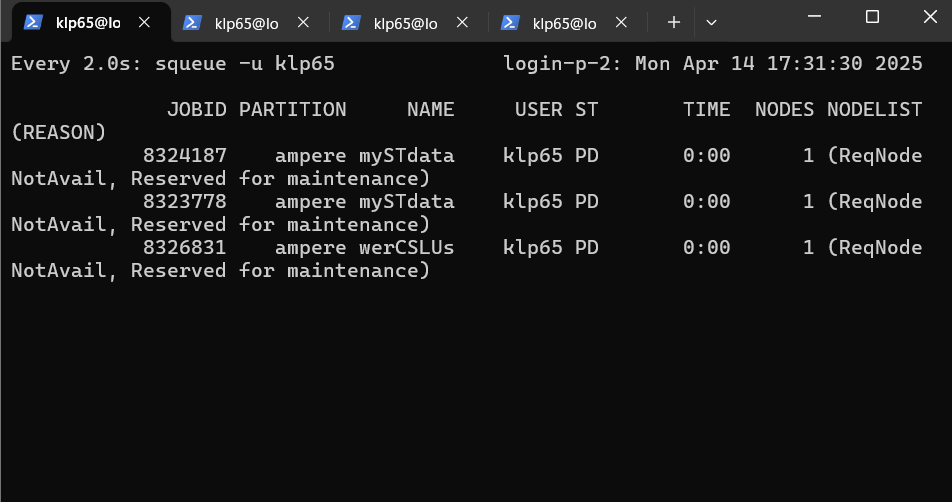 klp65@lo klp65@lo klp65@lo klp65@lo
Every 2.0s: squeue -u klp65 login-p-2: Mon Apr 14 17:31:30 2025
JOBID PARTITION NAME USER ST TIME NODES NODELIST
(REASON)
8324187 ampere mySTdata klp65 PD 0:00 1 (ReqNode
NotAvail, Reserved for maintenance)
8323778 ampere mySTdata klp65 PD 0:00 1 (ReqNode
NotAvail, Reserved for maintenance)
8326831 ampere werCSLUs klp65 PD 0:00 1 (ReqNode
NotAvail, Reserved for maintenance)